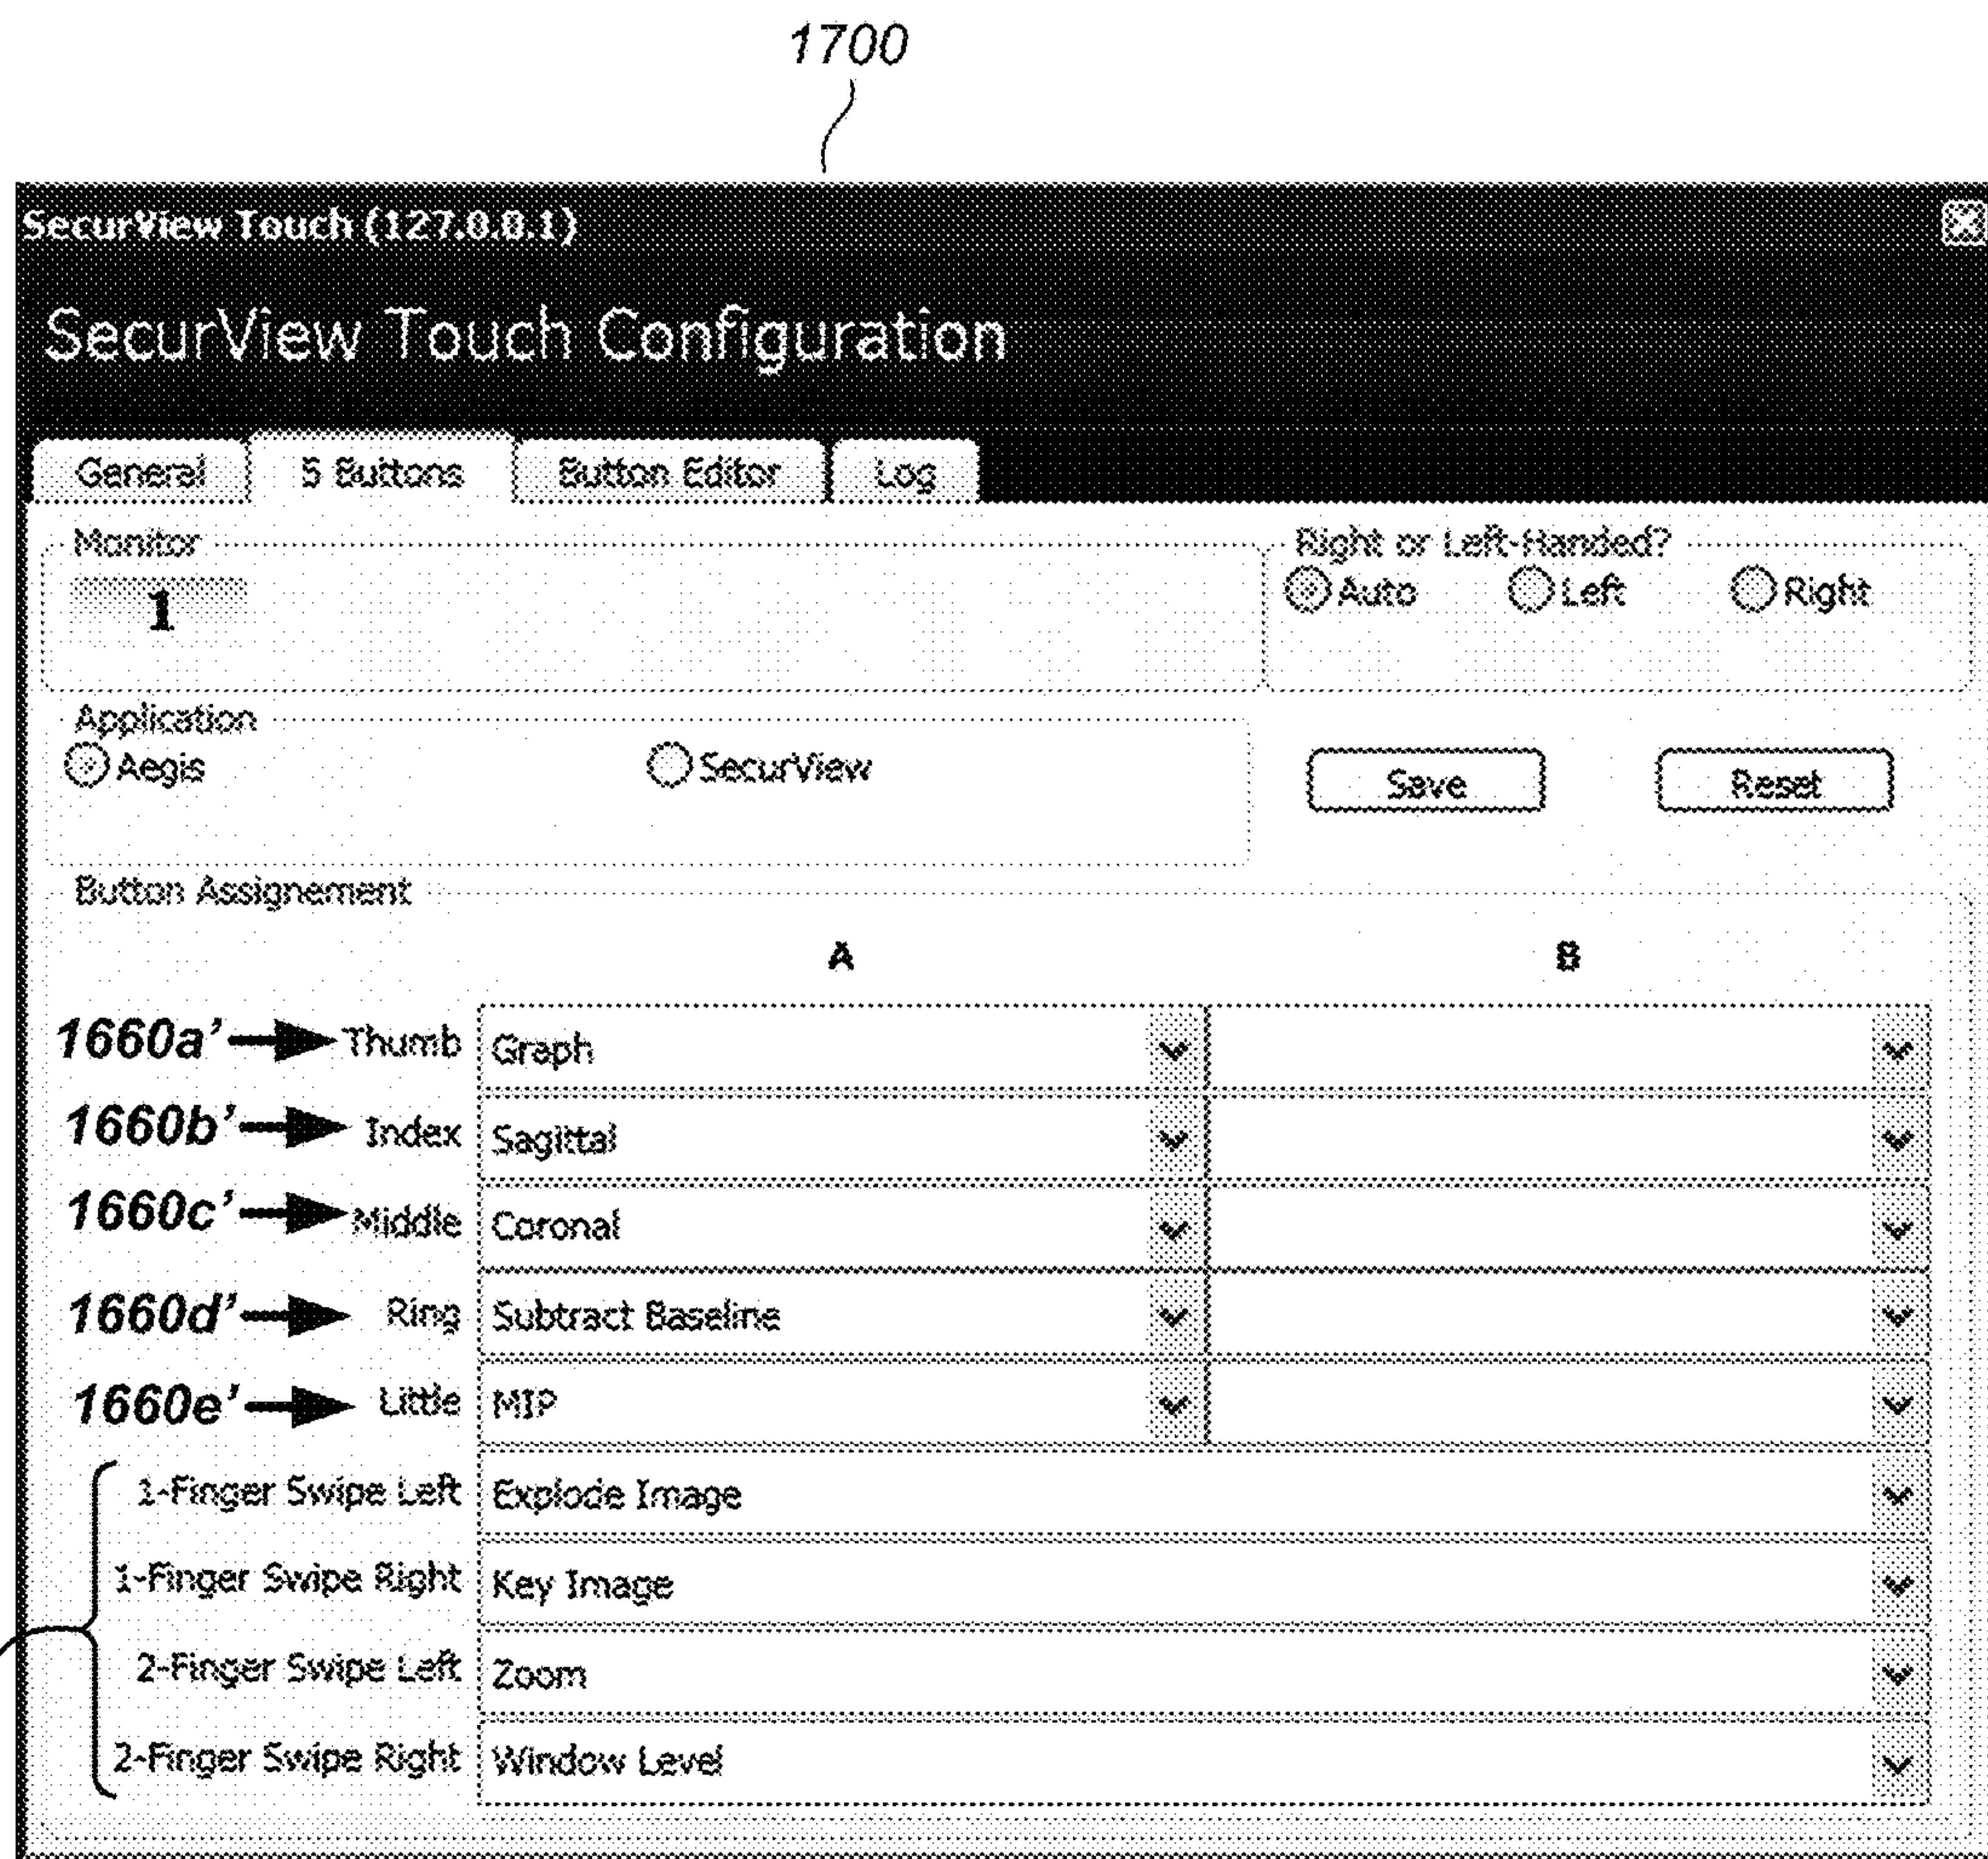 1700
SecurView Touch (127.0.0.1)
SecurView Touch Configuration
General 5 Buttons Button Editor Log
Monitor Right or Left-Handed?
1 Auto Left Right
Application
Aegis SecurView Save Reset
Button Assignement
A B
1660a' Thumb Graph
1660b' Index Sagittal
1660c' Middle Coronal
1660d' Ring Subtract Baseline
1660e' Little MIP
1-Finger Swipe Left Explode Image
1-Finger Swipe Right Key Image
2-Finger Swipe Left Zoom
2-Finger Swipe Right Window Level